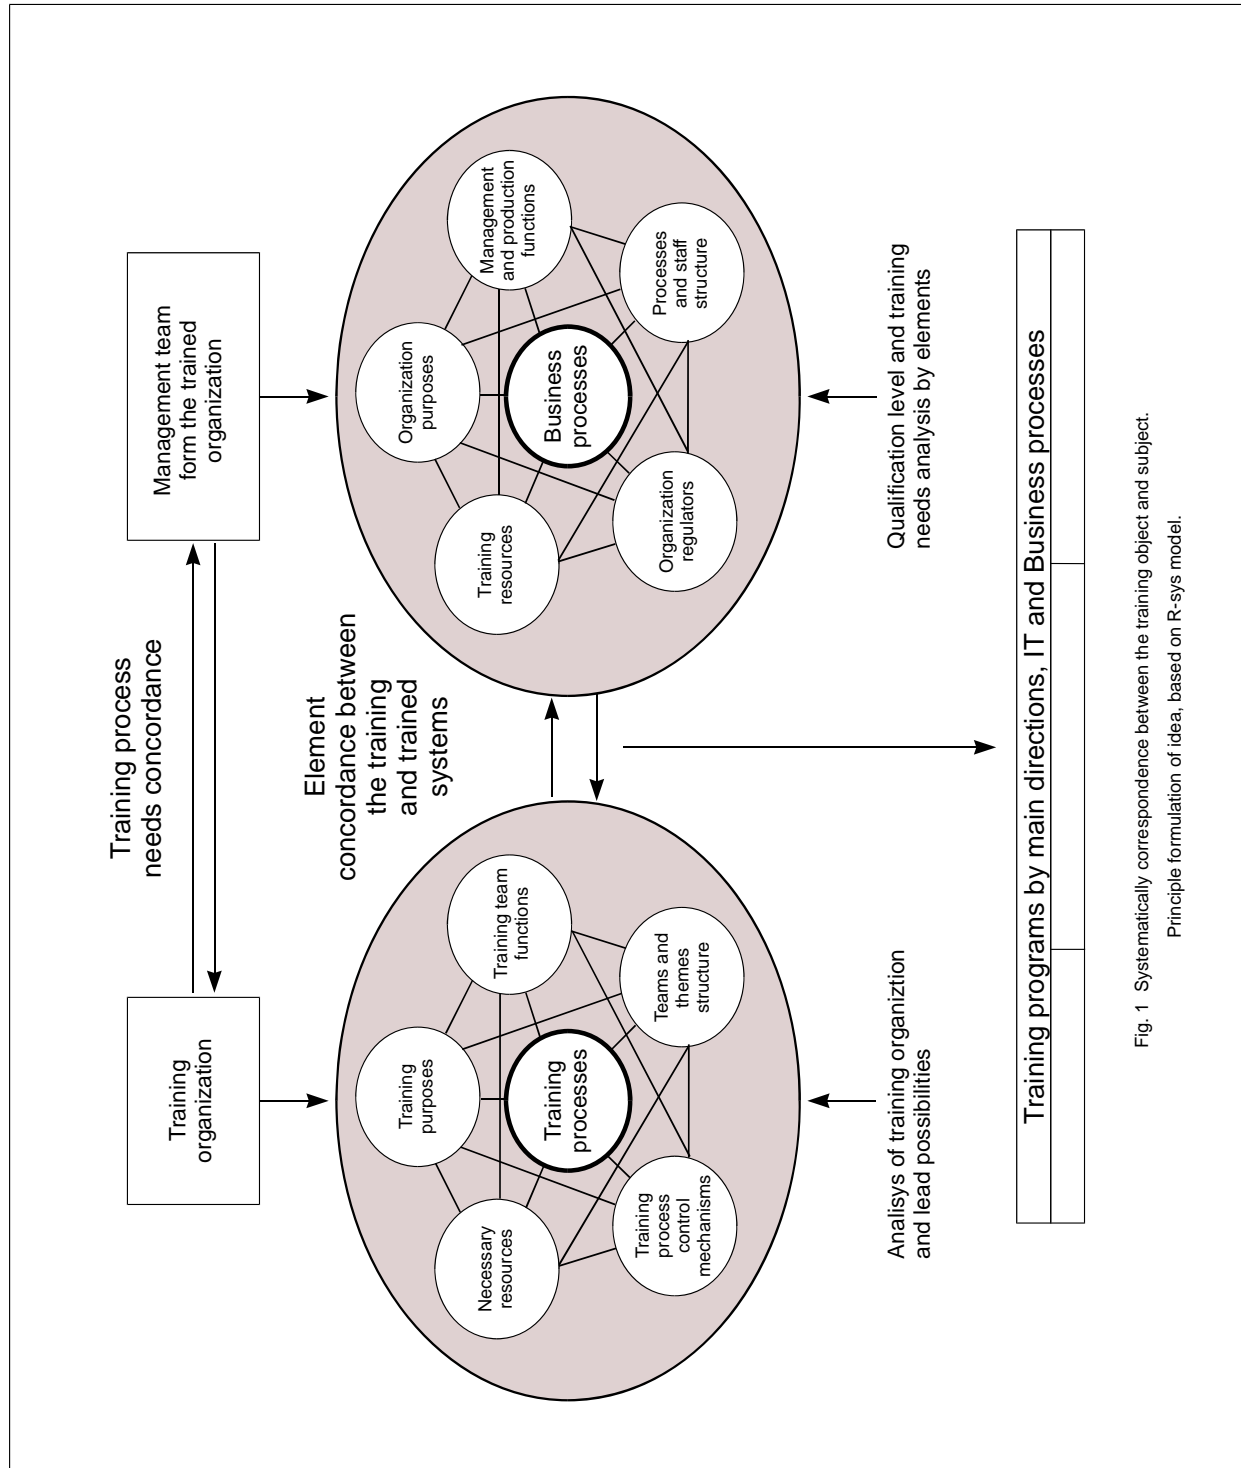 Training
organization
Training process
needs concordance
Management team
form the trained
organization
Element
concordance between
the training
and trained
systems
Training
purposes
Necessary
resources
Training team
functions
Training
processes
Training
process
control
mechanisms
Teams and
themes
structure
Organization
purposes
Training
resources
Management
and production
functions
Business
processes
Organization
regulators
Processes
and staff
structure
Analisys of training organiztion
and lead possibilities
Qualification level and training
needs analysis by elements
Training programs by main directions, IT and Business processes
Fig. 1 Systematically correspondence between the training object and subject.
Principle formulation of idea, based on R-sys model.